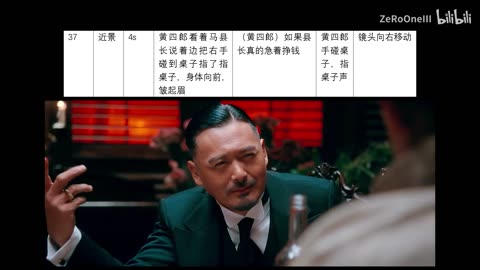 ZeRoOneIII bilibili
37 近景 4s 黄四郎看着马县 （黄四郎）如果县 黄四郎 镜头向右移动
长说着边把右手 长真的急着挣钱 手碰桌
碰到桌子指了指 子，指
桌子，身体向前， 桌子声
皱起眉